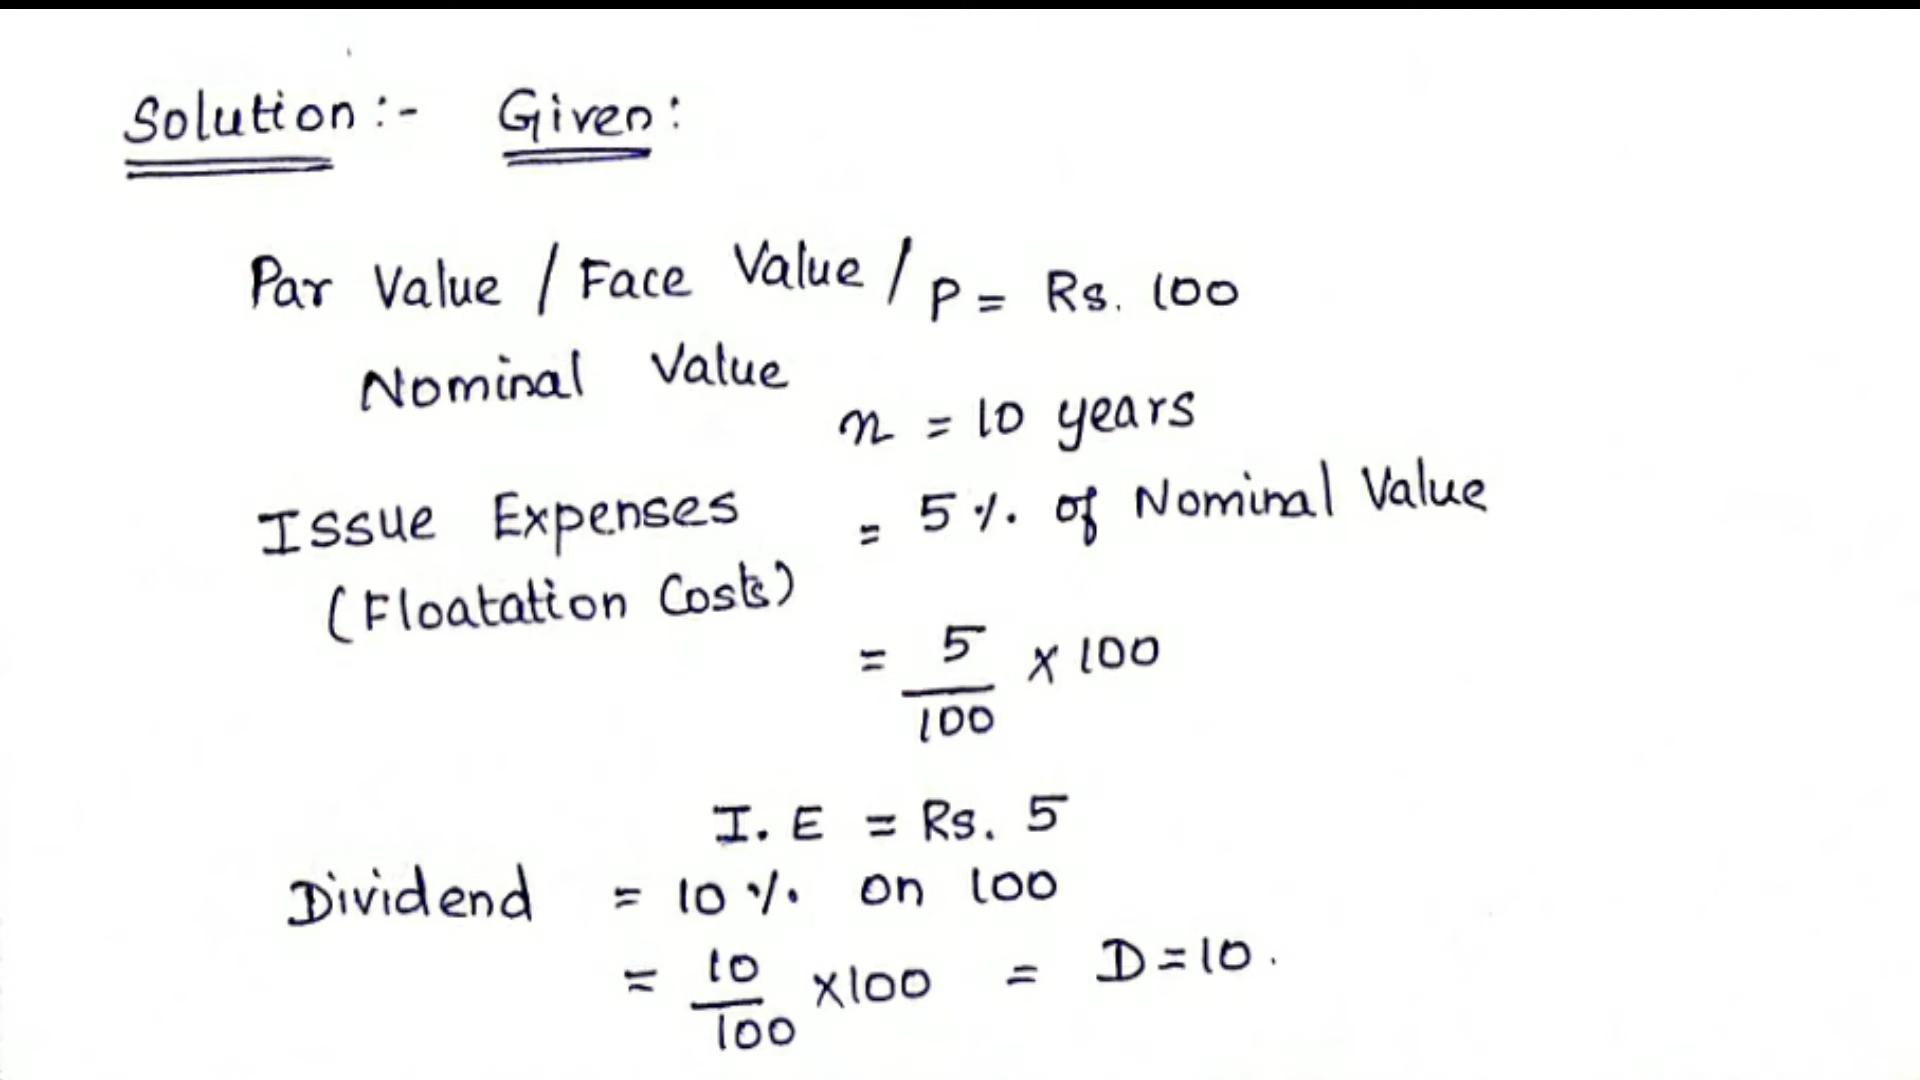 Solution :- Given :
Par Value / Face Value / P = Rs. 100
Nominal Value
n = 10 years
Issue Expenses = 5 %. of Nominal Value
(Floatation Costs)
= 5/100 x 100
I. E = Rs. 5
Dividend = 10 %. on 100
= 10/100 x100 = D=10.